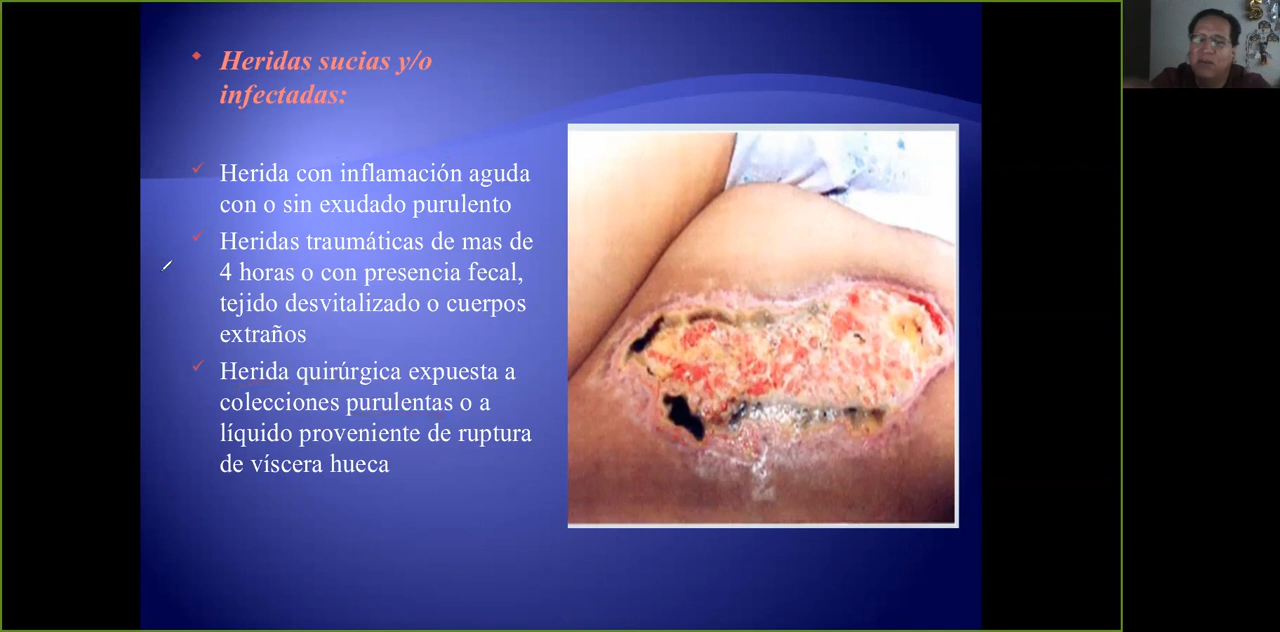 Heridas sucias y/o
infectadas:
Herida con inflamación aguda
con o sin exudado purulento
Heridas traumáticas de mas de
4 horas o con presencia fecal,
tejido desvitalizado o cuerpos
extraños
Herida quirúrgica expuesta a
colecciones purulentas o a
líquido proveniente de ruptura
de víscera hueca